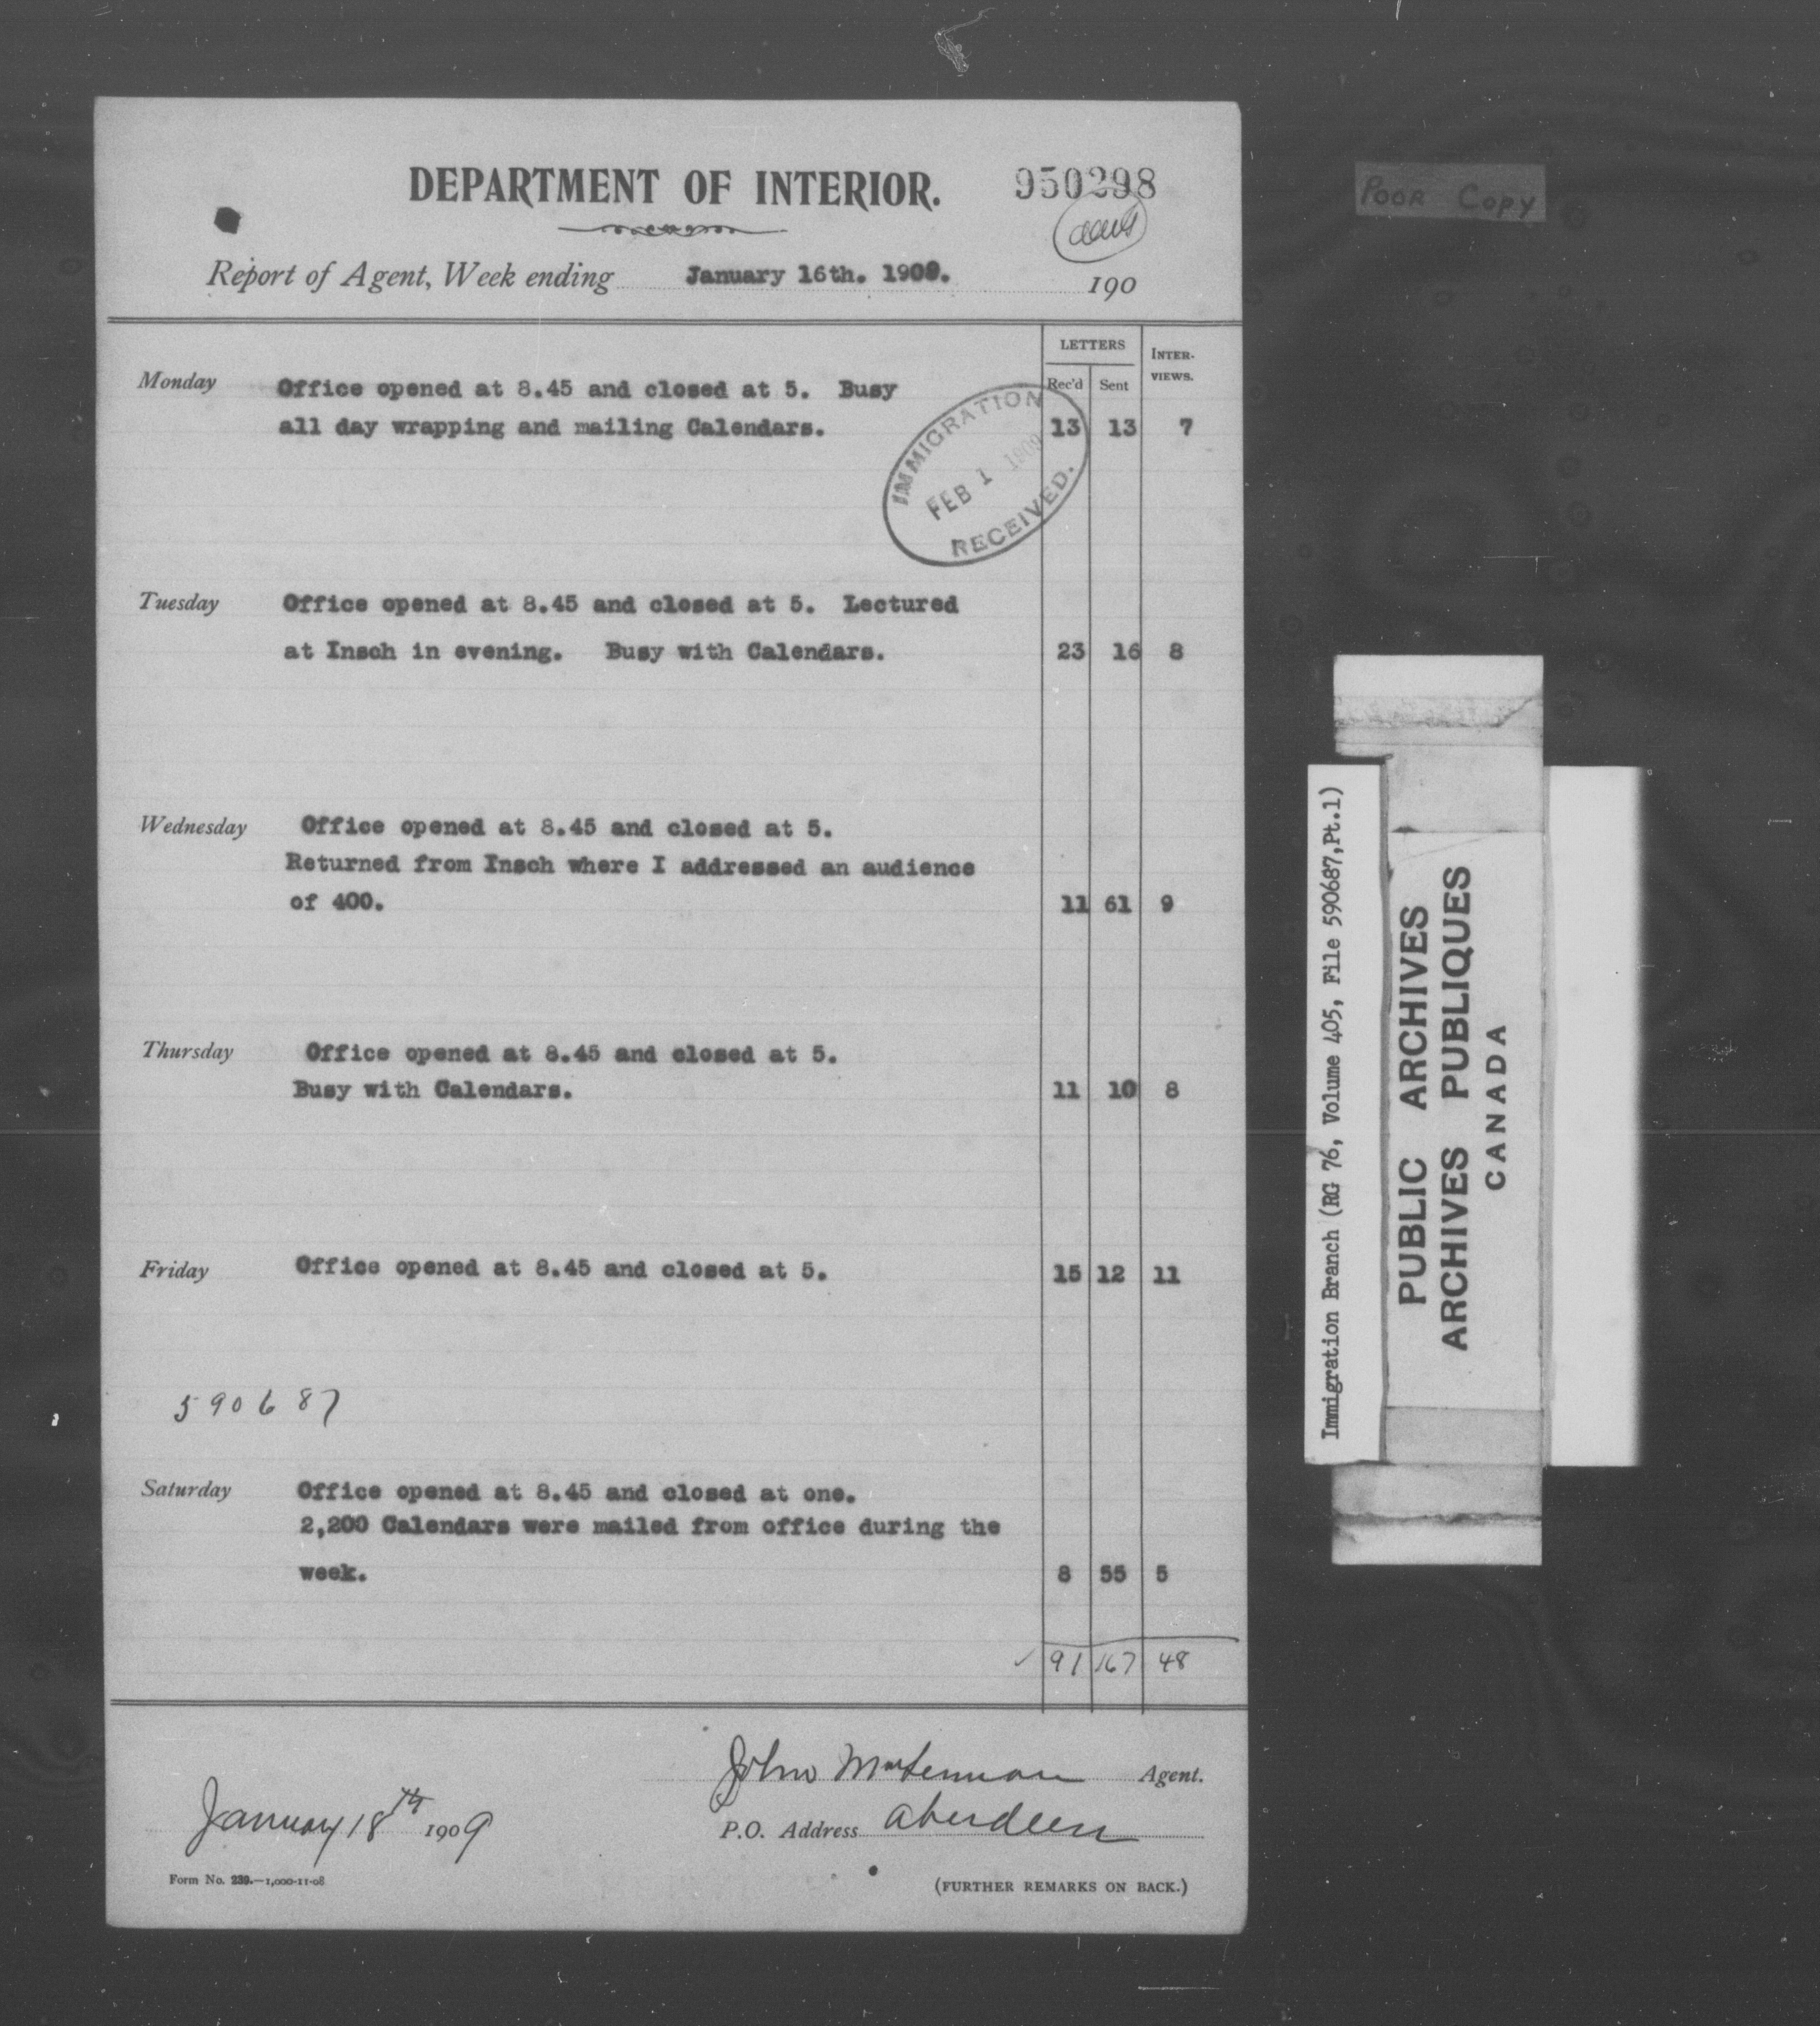 DEPARTMENT OF INTERIOR.
950298
Report of Agent, Week ending January 16th. 1909. 190
LETTERS
INTER-
VIEWS.
Rec'd Sent
Monday Office opened at 8.45 and closed at 5. Busy
all day wrapping and mailing Calendars. 13 13 7
IMMIGRATION
FEB 1 1909
RECEIVED.
Tuesday Office opened at 8.45 and closed at 5. Lectured
at Insch in evening. Busy with Calendars. 23 16 8
Wednesday Office opened at 8.45 and closed at 5.
Returned from Insch where I addressed an audience
of 400. 11 61 9
Thursday Office opened at 8.45 and closed at 5.
Busy with Calendars. 11 10 8
Friday Office opened at 8.45 and closed at 5. 15 12 11
590687
Saturday Office opened at 8.45 and closed at one.
2,200 Calendars were mailed from office during the
week. 8 55 5
91 167 48
John MacLennan Agent.
January 18th 1909
P.O. Address Aberdeen
Form No. 239.—1,000-11-08
(FURTHER REMARKS ON BACK.)
POOR COPY
Immigration Branch (RG 76, Volume 405, File 590687,Pt.1)
PUBLIC ARCHIVES
ARCHIVES PUBLIQUES
CANADA